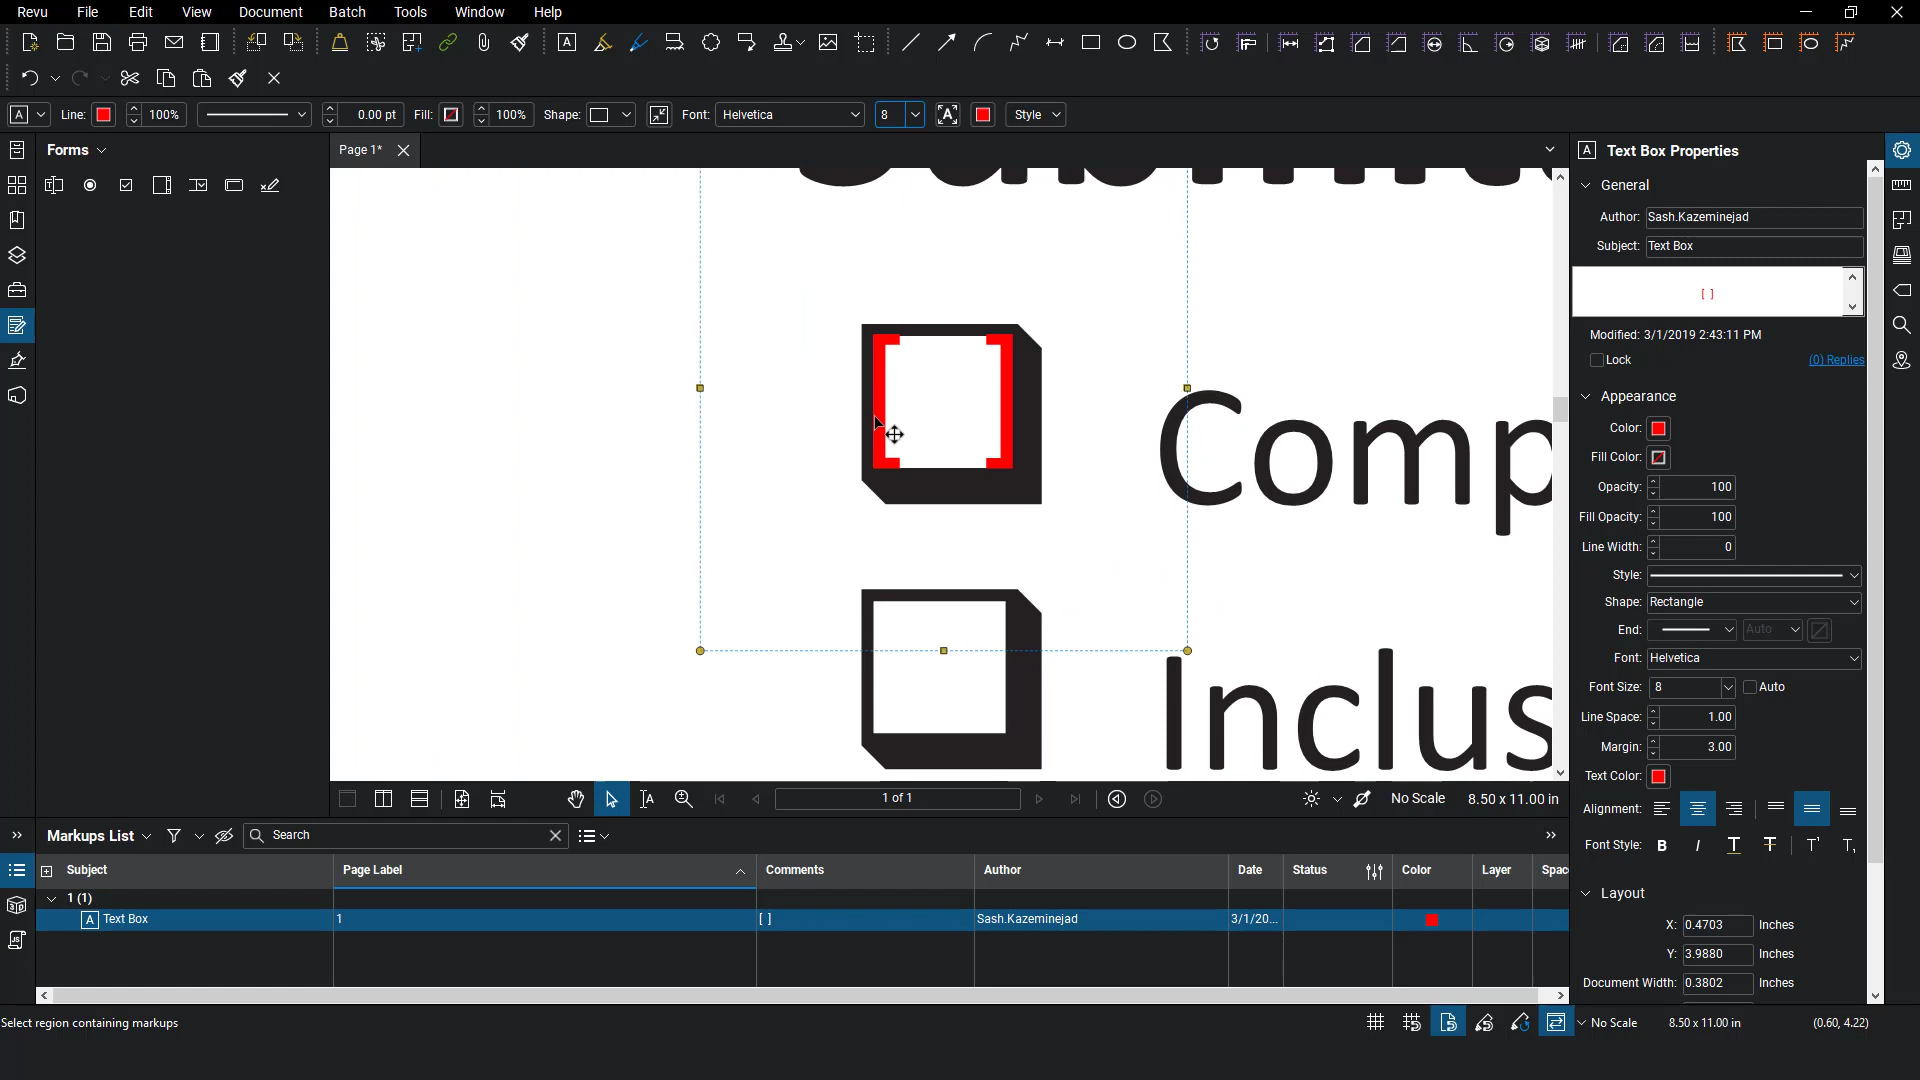 Revu File Edit View Document Batch Tools Window Help
Line: 100% 0.00 pt Fill: 100% Shape: Font: Helvetica 8 Style
Forms
Page 1*
Comp
Inclus
1 of 1
No Scale 8.50 x 11.00 in
Text Box Properties
General
Author: Sash.Kazeminejad
Subject: Text Box
[ ]
Modified: 3/1/2019 2:43:11 PM
Lock (0) Replies
Appearance
Color:
Fill Color:
Opacity: 100
Fill Opacity: 100
Line Width: 0
Style:
Shape: Rectangle
End: Auto
Font: Helvetica
Font Size: 8 Auto
Line Space: 1.00
Margin: 3.00
Text Color:
Alignment:
Font Style: B I T T T T
Layout
X: 0.4703 Inches
Y: 3.9880 Inches
Document Width: 0.3802 Inches
Markups List Search
Subject Page Label Comments Author Date Status Color Layer Spac
1 (1)
Text Box 1 [ ] Sash.Kazeminejad 3/1/20...
Select region containing markups
No Scale 8.50 x 11.00 in (0.60, 4.22)